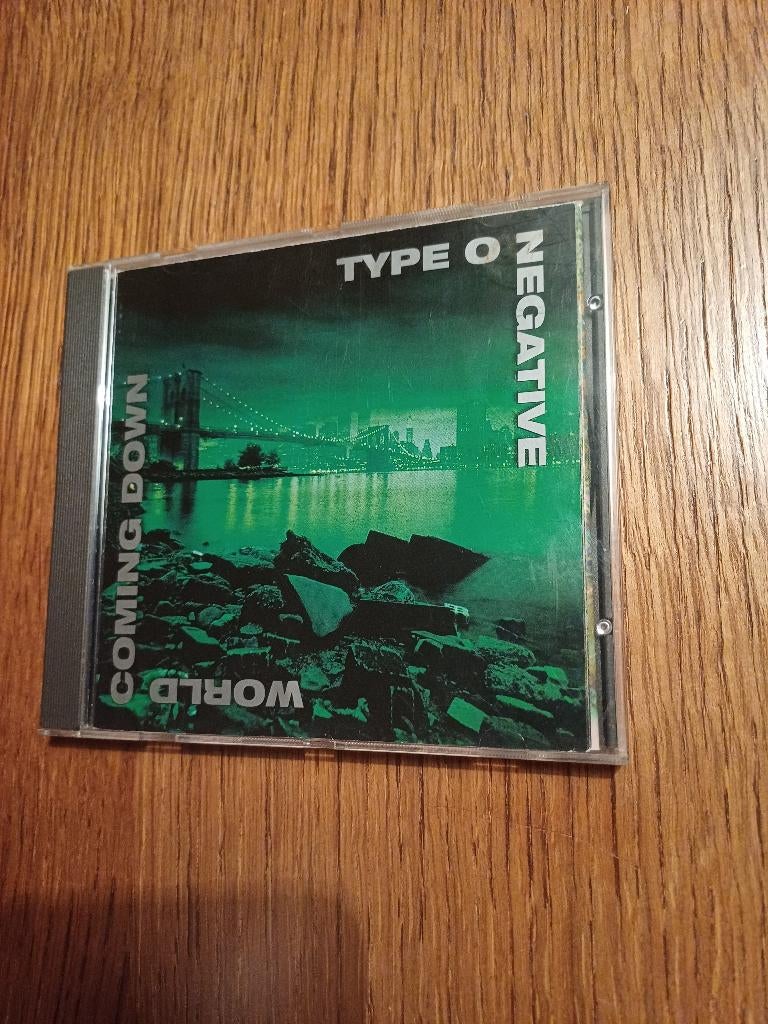 TYPE O
NEGATIVE
WORLD
COMING DOWN